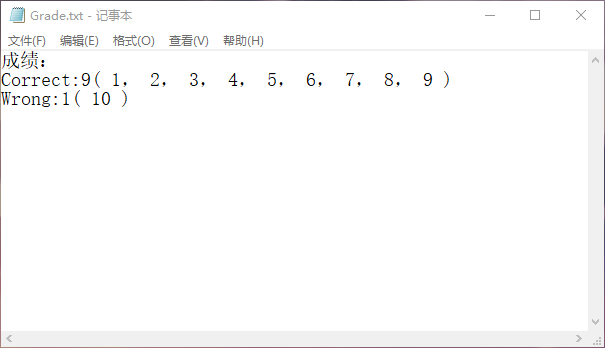 Grade.txt - 记事本
文件(F) 编辑(E) 格式(O) 查看(V) 帮助(H)
成绩：
Correct:9( 1, 2, 3, 4, 5, 6, 7, 8, 9 )
Wrong:1( 10 )